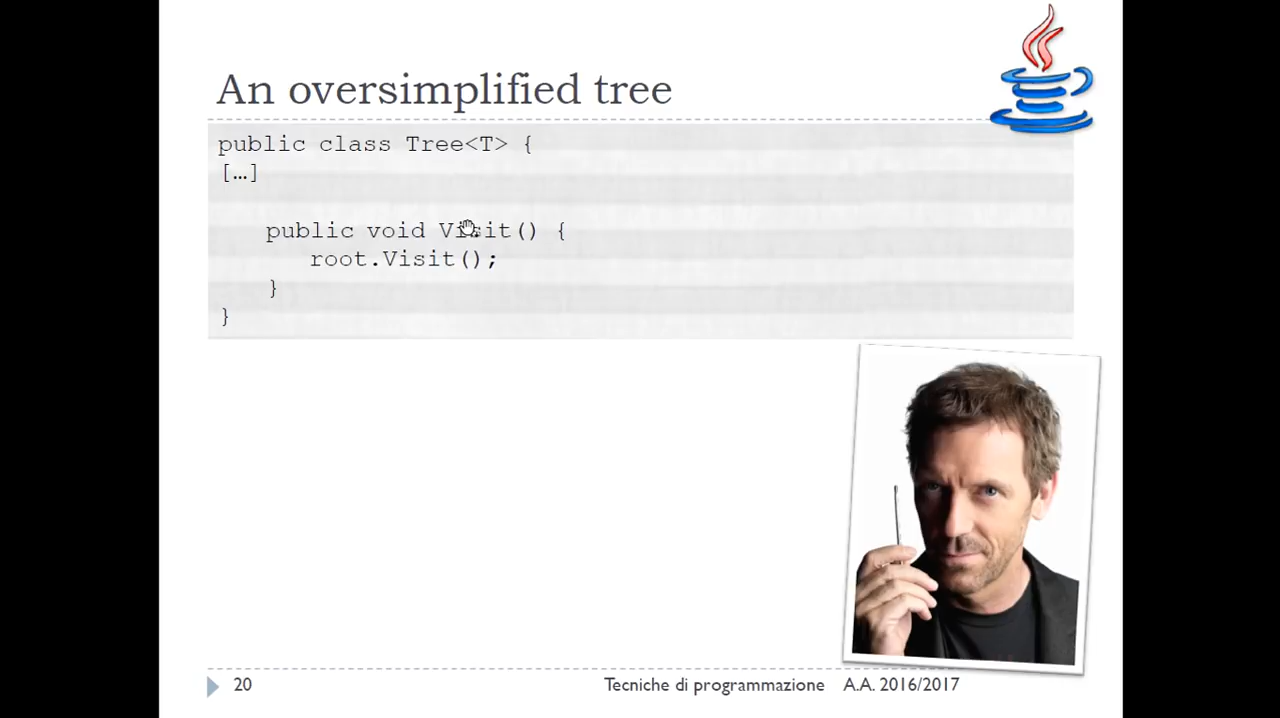 An oversimplified tree
public class Tree<T> {
[…]
public void Visit() {
root.Visit();
}
}
20
Tecniche di programmazione A.A. 2016/2017